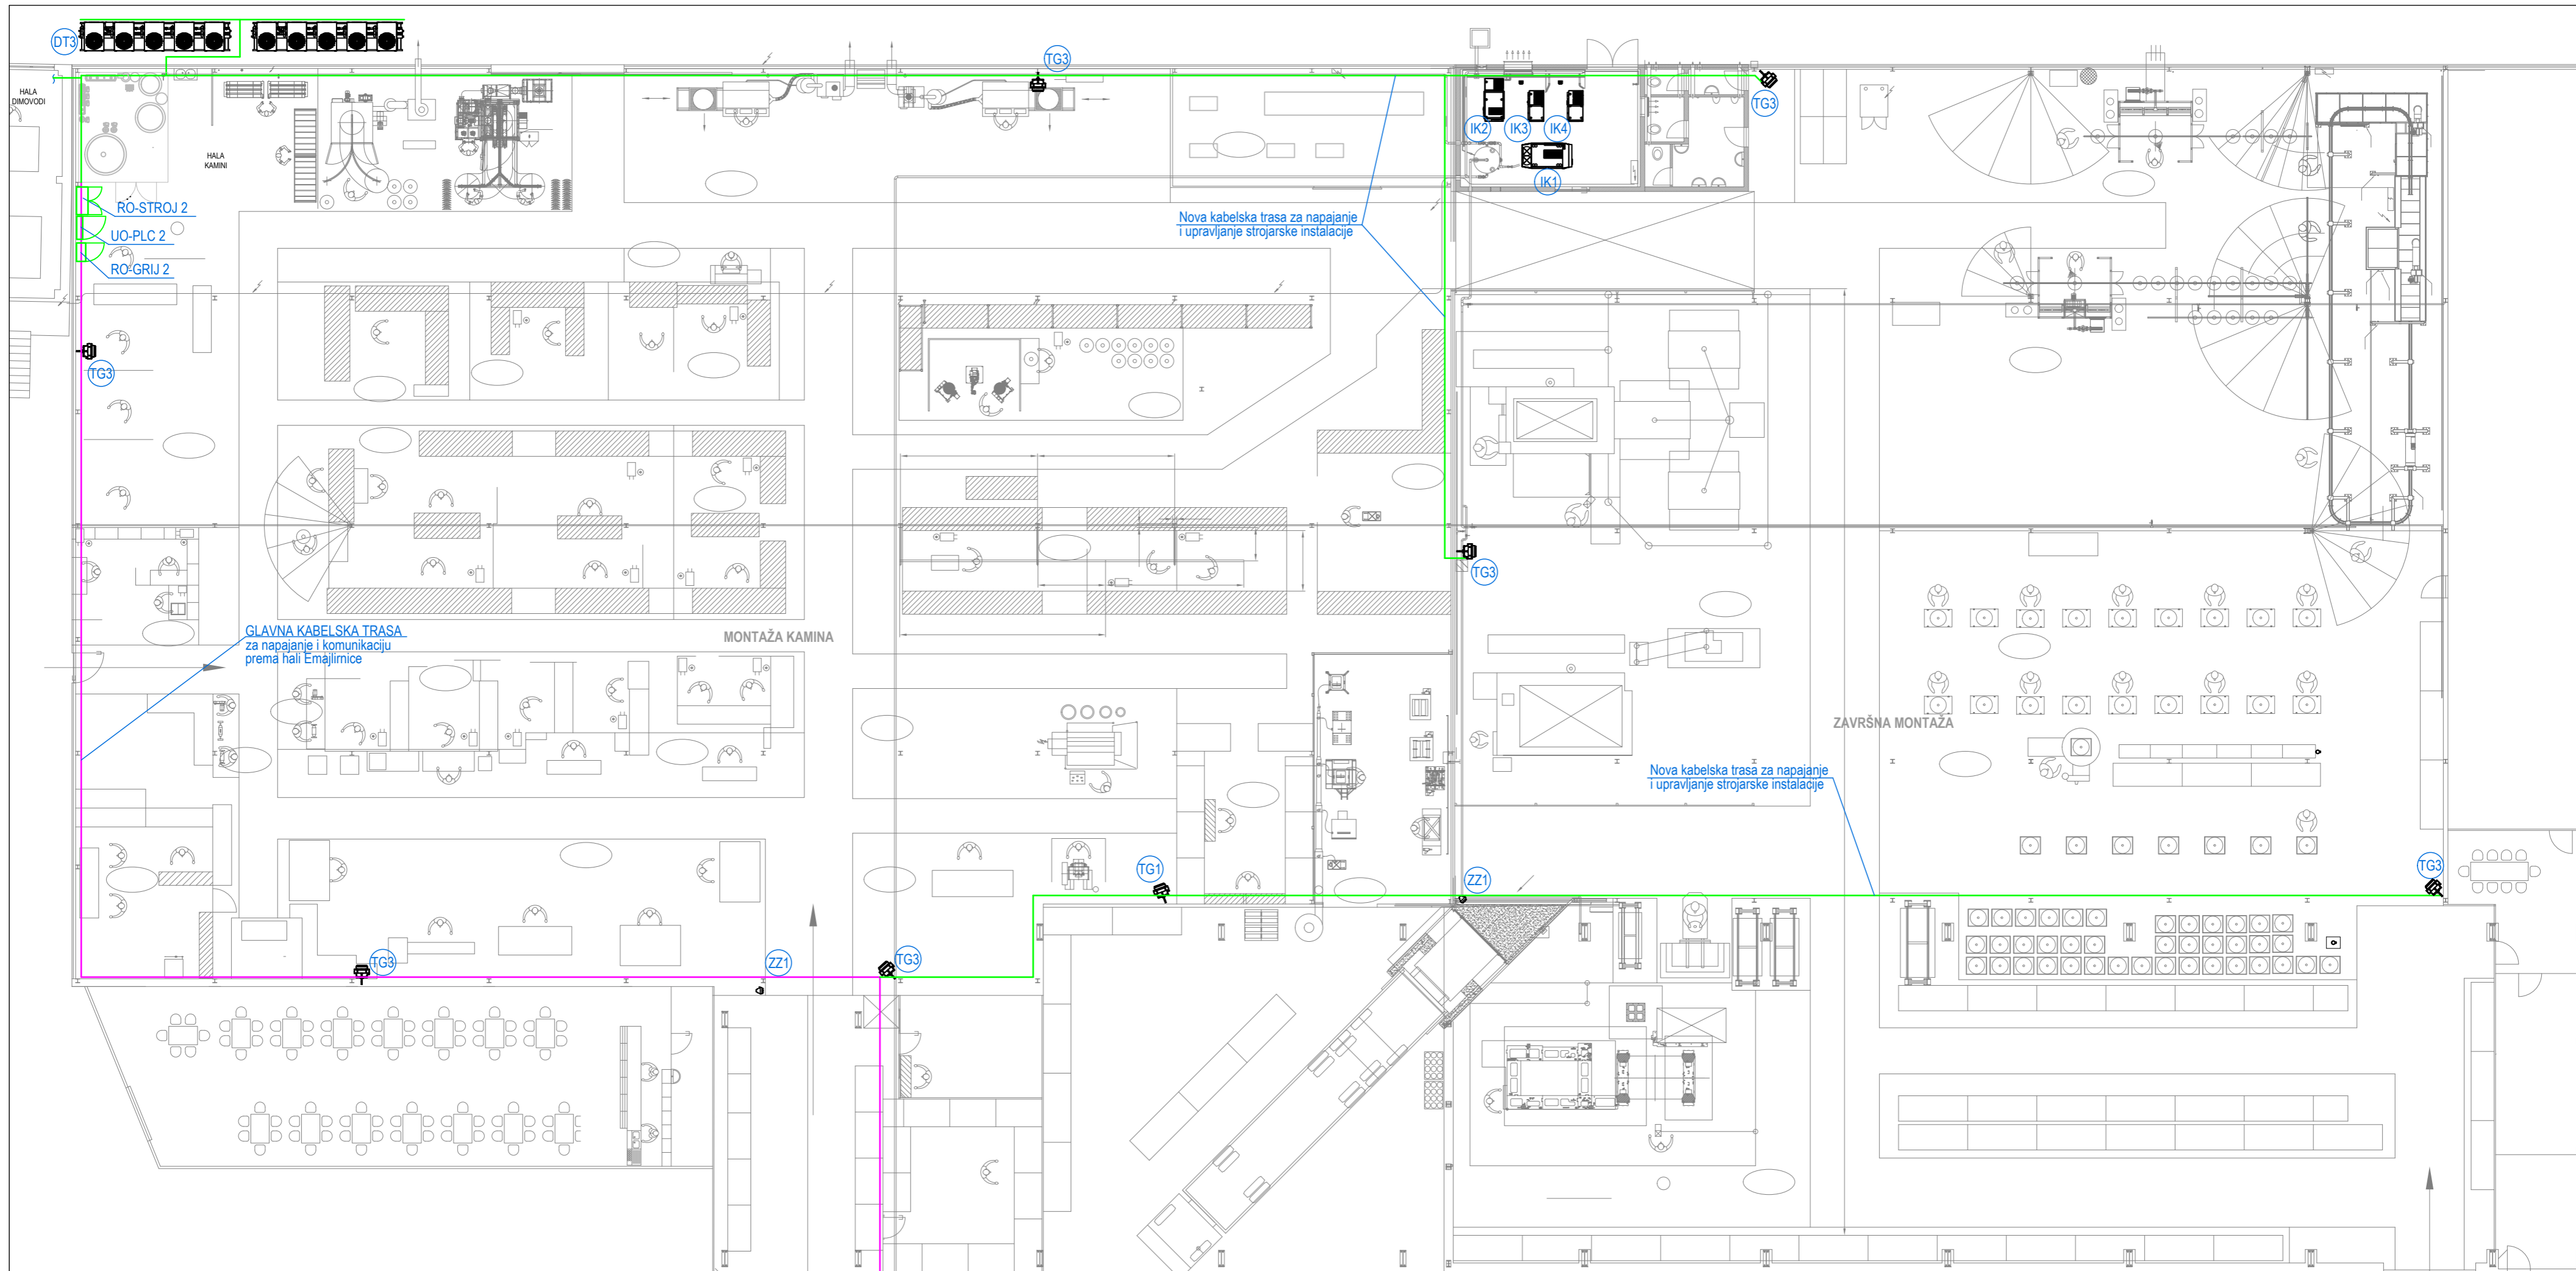 DT3
TG3
HALA
DIMOVODI
TG3
IK2
IK3
IK4
HALA
KAMINI
IK1
RO-STROJ 2
Nova kabelska trasa za napajanje
i upravljanje strojarske instalacije
UO-PLC 2
RO-GRIJ 2
TG3
TG3
GLAVNA KABELSKA TRASA
za napajanje i komunikaciju
prema hali Emajlirnice
MONTAŽA KAMINA
ZAVRŠNA MONTAŽA
Nova kabelska trasa za napajanje
i upravljanje strojarske instalacije
TG1
ZZ1
TG3
TG3
ZZ1
TG3